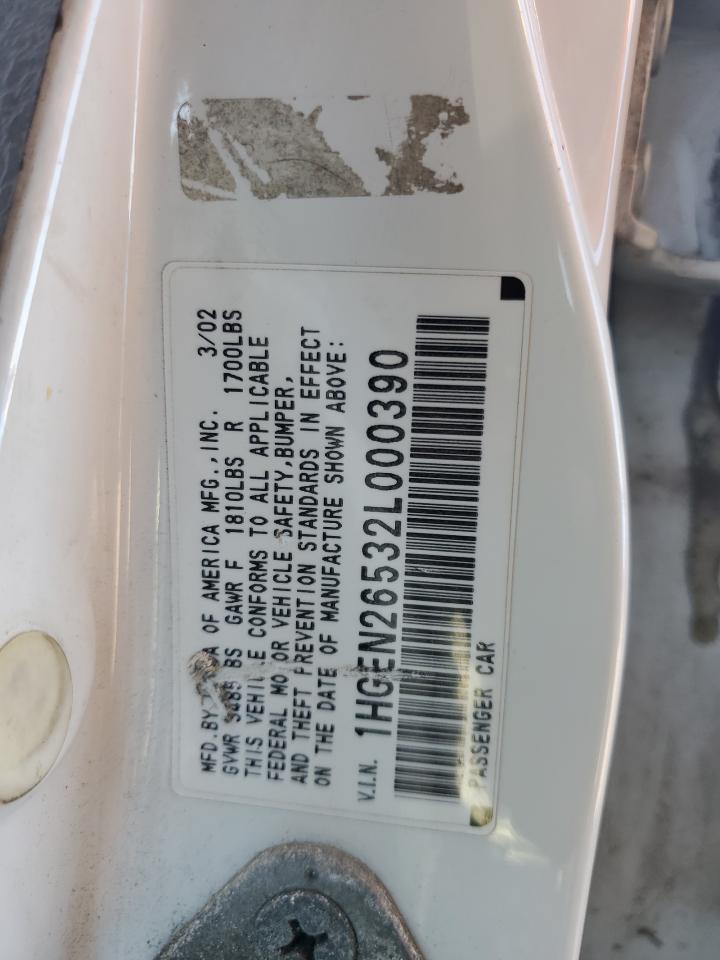 MFD.BY OF AMERICA MFG.,INC. 3/02
GVWR 3485LBS GAWR F 1810LBS R 1700LBS
THIS VEHICLE CONFORMS TO ALL APPLICABLE
FEDERAL MOTOR VEHICLE SAFETY,BUMPER,
AND THEFT PREVENTION STANDARDS IN EFFECT
ON THE DATE OF MANUFACTURE SHOWN ABOVE:
V.I.N. 1HGEN26532L000390
PASSENGER CAR